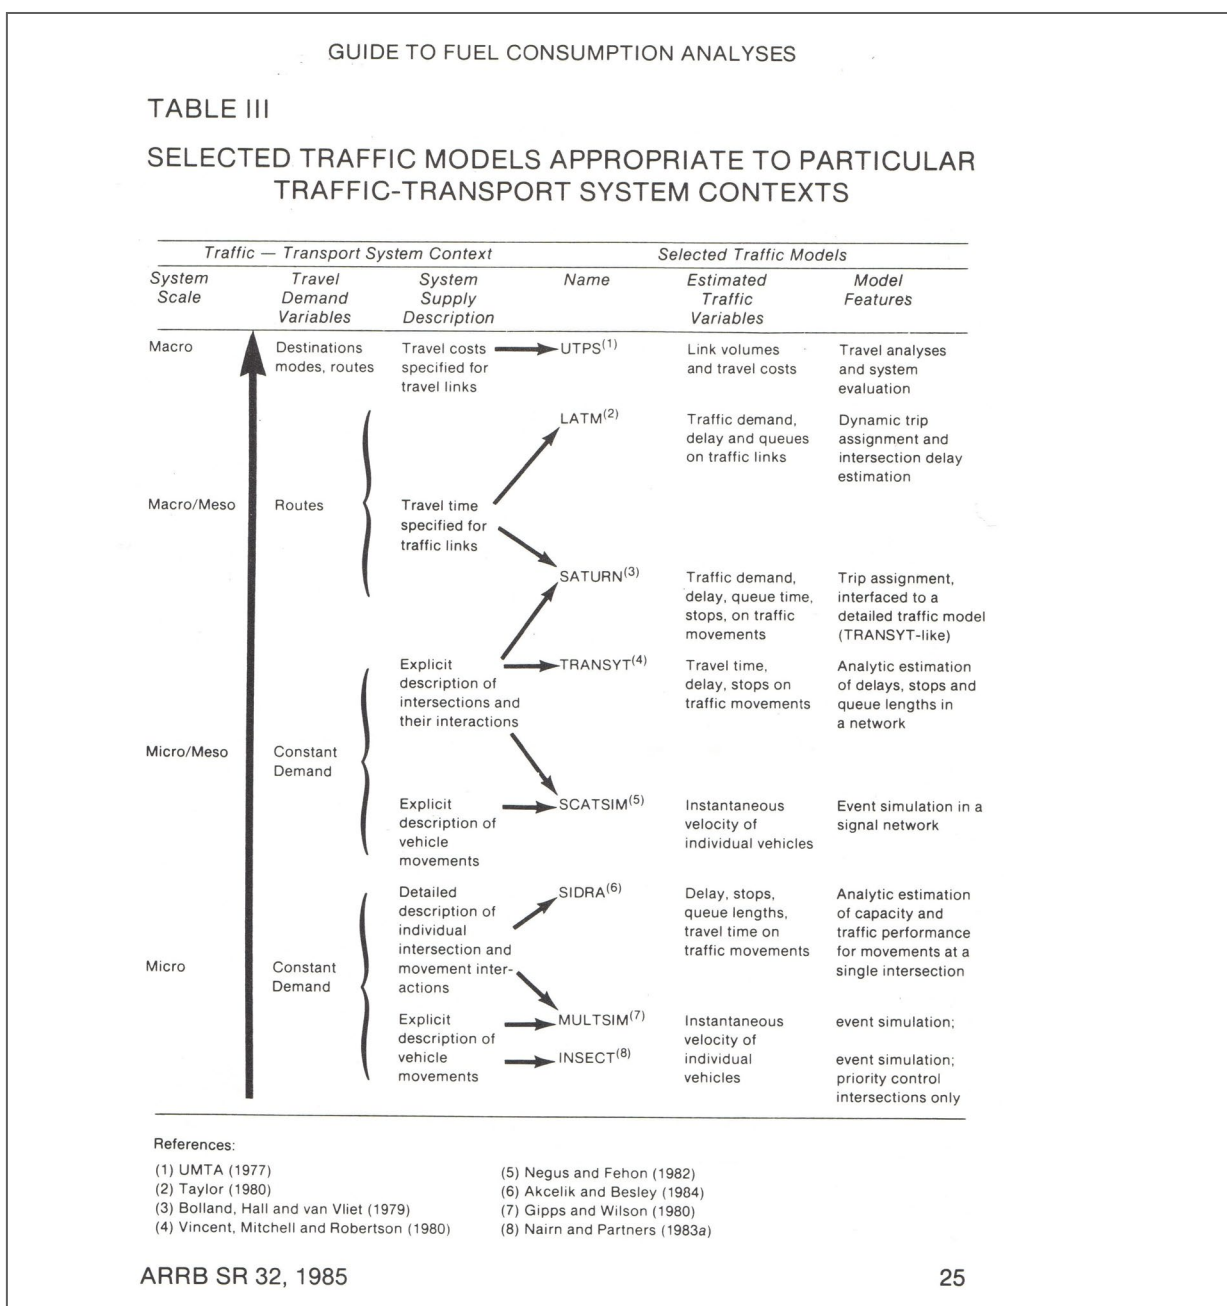 GUIDE TO FUEL CONSUMPTION ANALYSES
TABLE III
SELECTED TRAFFIC MODELS APPROPRIATE TO PARTICULAR
TRAFFIC-TRANSPORT SYSTEM CONTEXTS
Traffic — Transport System Context
Selected Traffic Models
System
Scale
Travel
Demand
Variables
System
Supply
Description
Name
Estimated
Traffic
Variables
Model
Features
Macro
Destinations
modes, routes
Travel costs
specified for
travel links
UTPS(1)
Link volumes
and travel costs
Travel analyses
and system
evaluation
LATM(2)
Traffic demand,
delay and queues
on traffic links
Dynamic trip
assignment and
intersection delay
estimation
Macro/Meso
Routes
Travel time
specified for
traffic links
SATURN(3)
Traffic demand,
delay, queue time,
stops, on traffic
movements
Trip assignment,
interfaced to a
detailed traffic model
(TRANSYT-like)
Explicit
description of
intersections and
their interactions
TRANSYT(4)
Travel time,
delay, stops on
traffic movements
Analytic estimation
of delays, stops and
queue lengths in
a network
Micro/Meso
Constant
Demand
Explicit
description of
vehicle
movements
SCATSIM(5)
Instantaneous
velocity of
individual vehicles
Event simulation in a
signal network
Detailed
description of
individual
intersection and
movement inter-
actions
SIDRA(6)
Delay, stops,
queue lengths,
travel time on
traffic movements
Analytic estimation
of capacity and
traffic performance
for movements at a
single intersection
Micro
Constant
Demand
Explicit
description of
vehicle
movements
MULTSIM(7)
INSECT(8)
Instantaneous
velocity of
individual
vehicles
event simulation;
event simulation;
priority control
intersections only
References:
(1) UMTA (1977)
(2) Taylor (1980)
(3) Bolland, Hall and van Vliet (1979)
(4) Vincent, Mitchell and Robertson (1980)
(5) Negus and Fehon (1982)
(6) Akcelik and Besley (1984)
(7) Gipps and Wilson (1980)
(8) Nairn and Partners (1983a)
ARRB SR 32, 1985
25